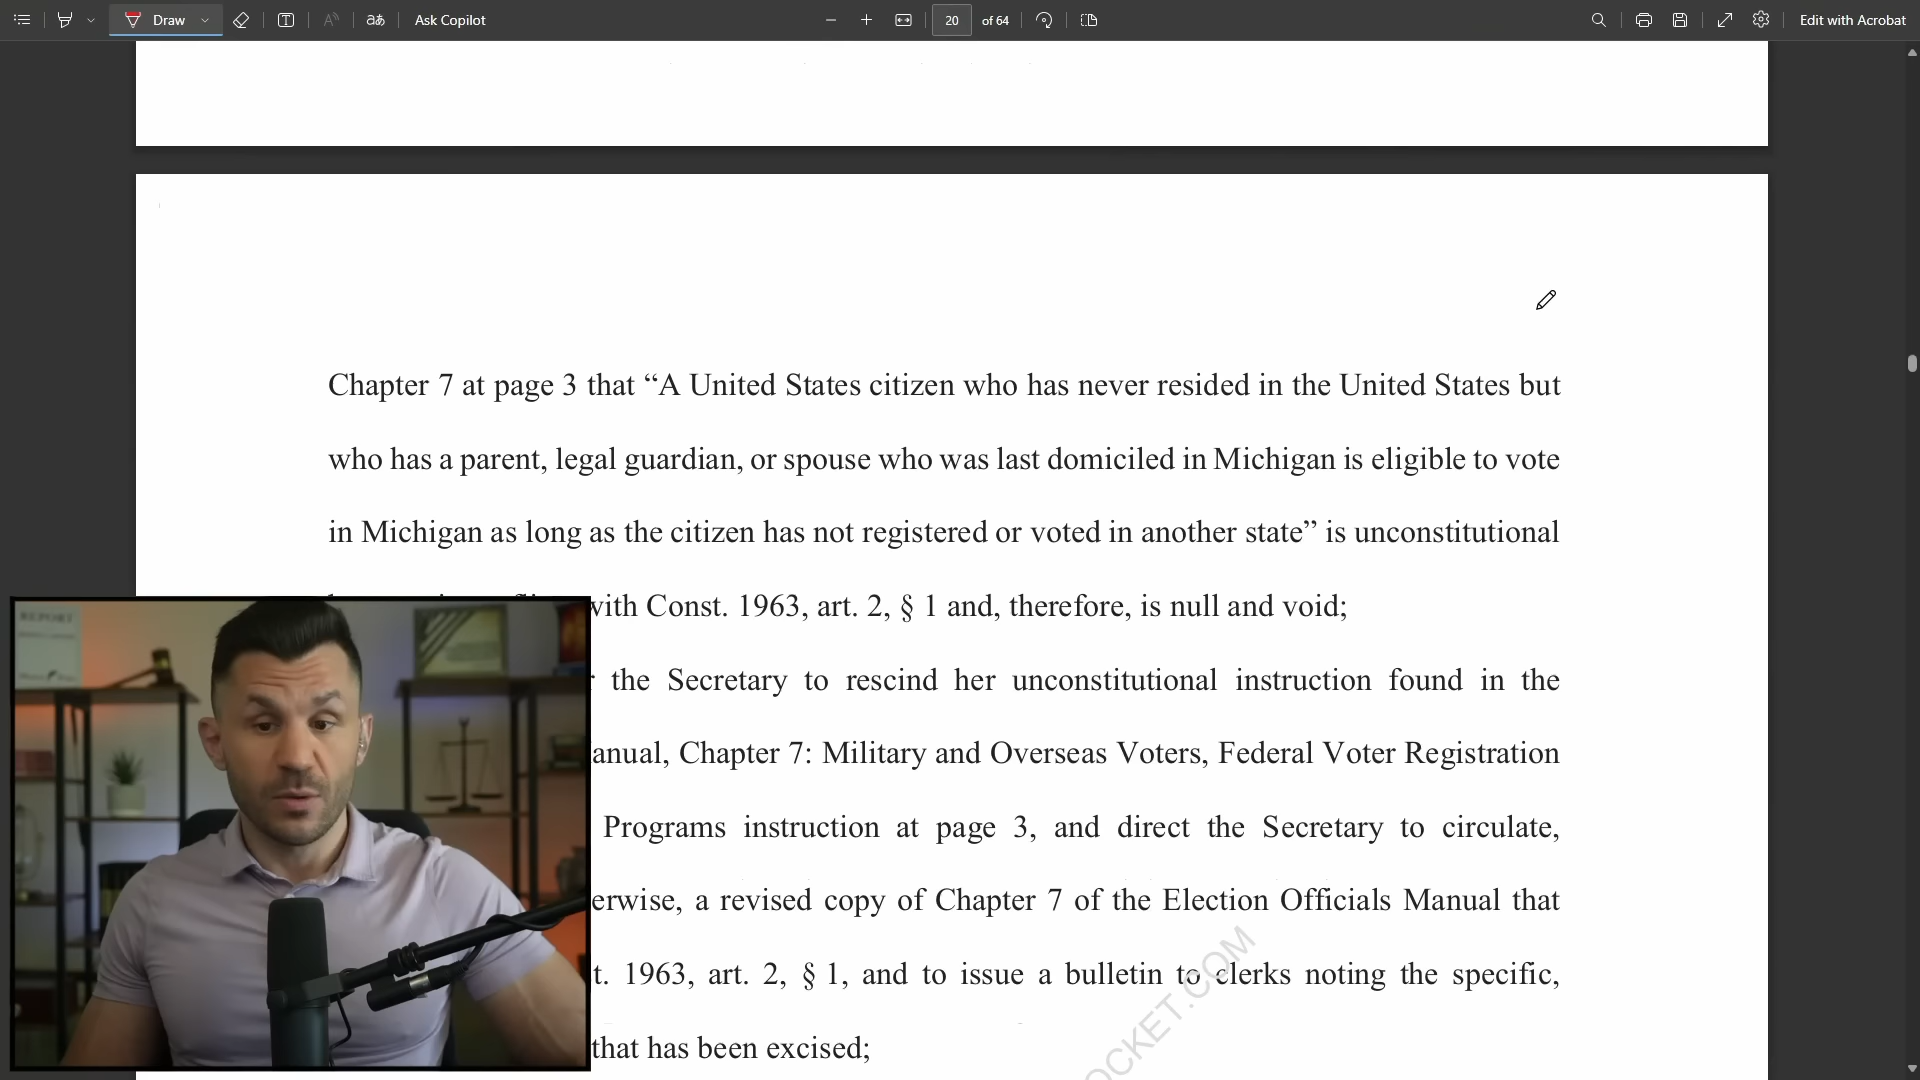 Draw
aあ
Ask Copilot
20
of 64
Edit with Acrobat
Chapter 7 at page 3 that “A United States citizen who has never resided in the United States but
who has a parent, legal guardian, or spouse who was last domiciled in Michigan is eligible to vote
in Michigan as long as the citizen has not registered or voted in another state” is unconstitutional
with Const. 1963, art. 2, § 1 and, therefore, is null and void;
the Secretary to rescind her unconstitutional instruction found in the
anual, Chapter 7: Military and Overseas Voters, Federal Voter Registration
Programs instruction at page 3, and direct the Secretary to circulate,
erwise, a revised copy of Chapter 7 of the Election Officials Manual that
t. 1963, art. 2, § 1, and to issue a bulletin to clerks noting the specific,
that has been excised;
OCKET.COM
REPORT